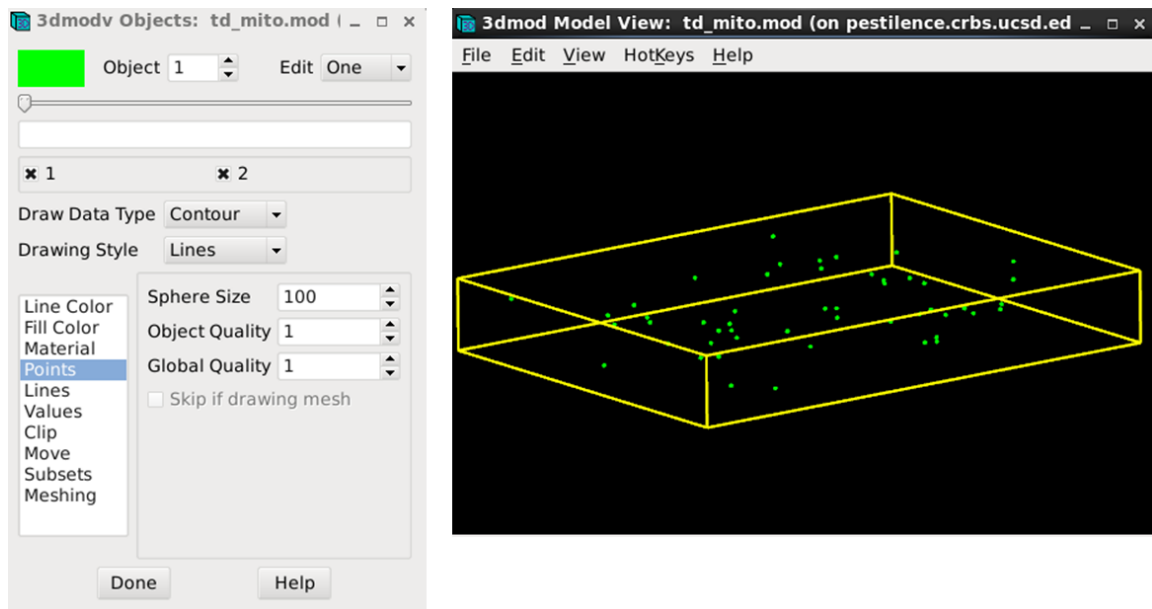 3dmodv Objects: td_mito.mod (
Object 1 Edit One
1 2
Draw Data Type Contour
Drawing Style Lines
Line Color
Fill Color
Material
Points
Lines
Values
Clip
Move
Subsets
Meshing
Sphere Size 100
Object Quality 1
Global Quality 1
Skip if drawing mesh
Done Help
3dmod Model View: td_mito.mod (on pestilence.crbs.ucsd.ed
File Edit View HotKeys Help